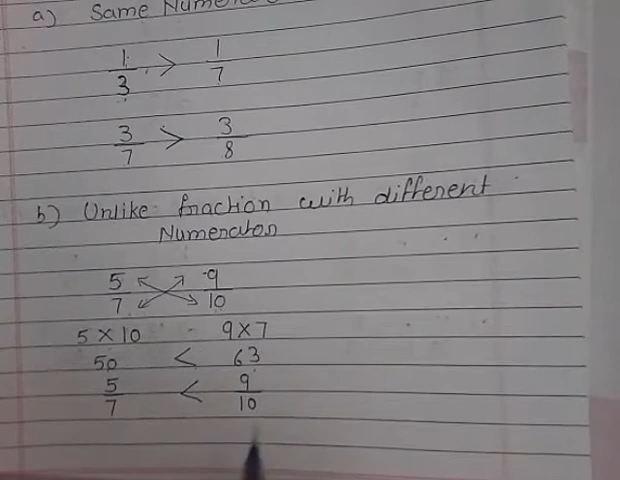 a) Same
1/3 > 1/7
3/7 > 3/8
b) Unlike fraction with different
Numerator
5/7 9/10
5 × 10 9 × 7
50 < 63
5/7 < 9/10